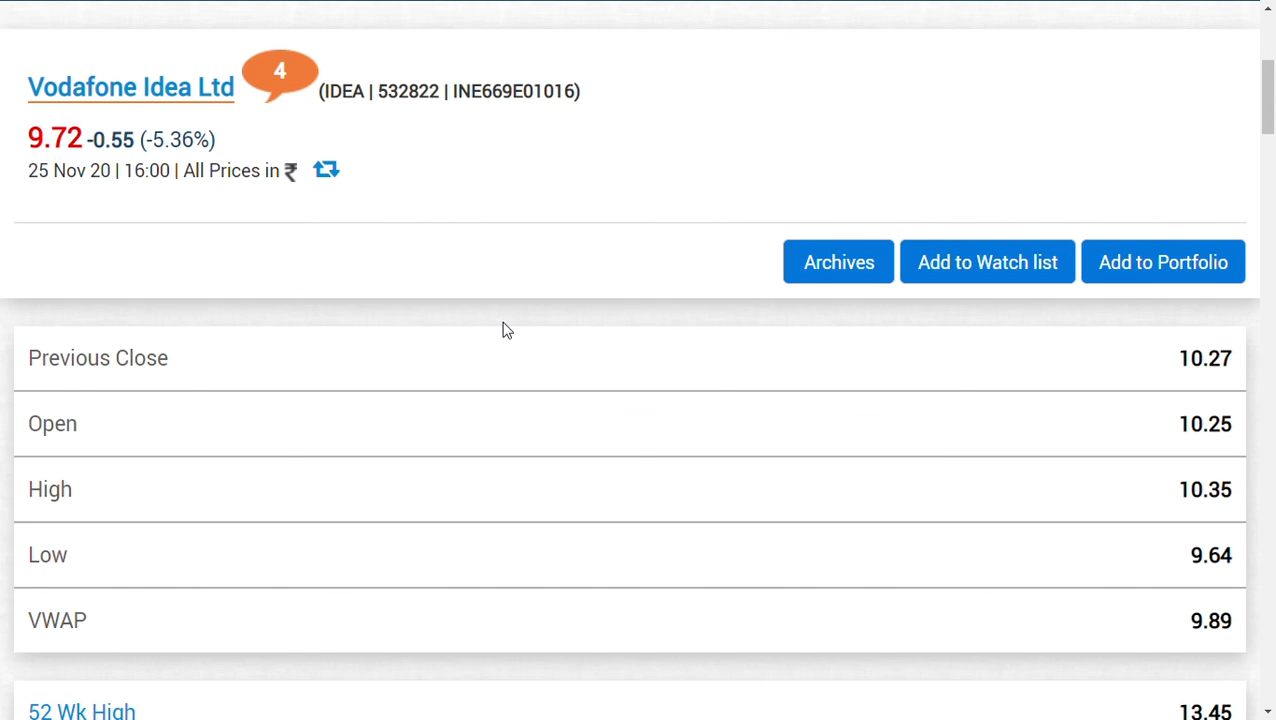 Vodafone Idea Ltd 4 (IDEA | 532822 | INE669E01016)
9.72 -0.55 (-5.36%)
25 Nov 20 | 16:00 | All Prices in ₹
Archives Add to Watch list Add to Portfolio
Previous Close 10.27
Open 10.25
High 10.35
Low 9.64
VWAP 9.89
52 Wk High 13.45